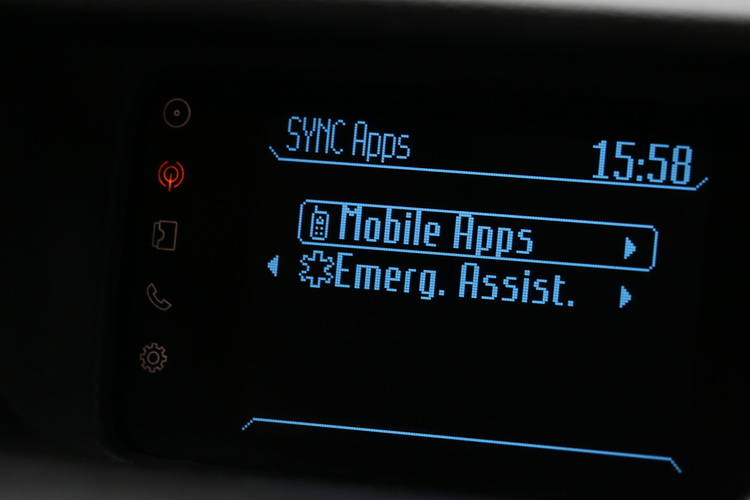 SYNC Apps
15:58
Mobile Apps
Emerg. Assist.